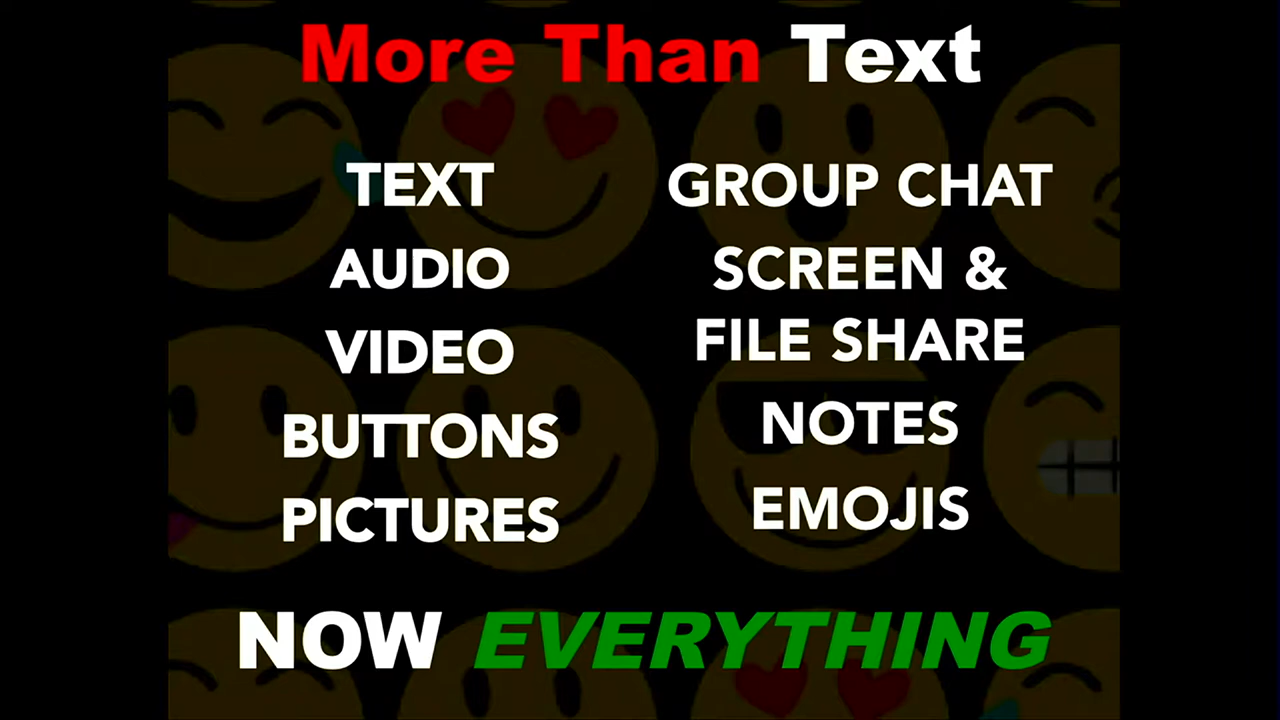 More Than Text
TEXT
AUDIO
VIDEO
BUTTONS
PICTURES
GROUP CHAT
SCREEN &
FILE SHARE
NOTES
EMOJIS
NOW EVERYTHING